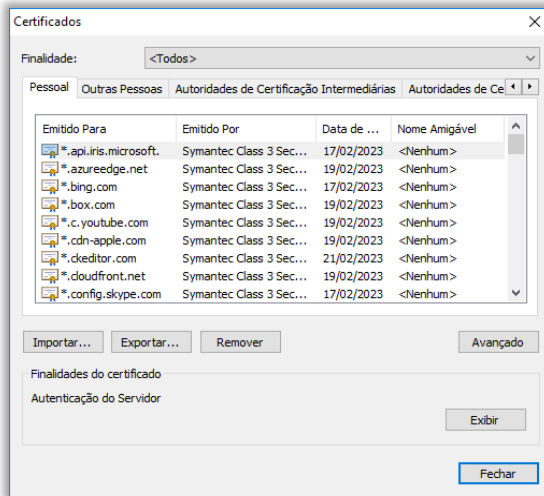 Certificados
Finalidade: <Todos>
Pessoal Outras Pessoas Autoridades de Certificação Intermediárias Autoridades de Ce
Emitido Para Emitido Por Data de ... Nome Amigável
*.api.iris.microsoft. Symantec Class 3 Sec... 17/02/2023 <Nenhum>
*.azureedge.net Symantec Class 3 Sec... 19/02/2023 <Nenhum>
*.bing.com Symantec Class 3 Sec... 17/02/2023 <Nenhum>
*.box.com Symantec Class 3 Sec... 19/02/2023 <Nenhum>
*.c.youtube.com Symantec Class 3 Sec... 19/02/2023 <Nenhum>
*.cdn-apple.com Symantec Class 3 Sec... 19/02/2023 <Nenhum>
*.ckeditor.com Symantec Class 3 Sec... 21/02/2023 <Nenhum>
*.cloudfront.net Symantec Class 3 Sec... 19/02/2023 <Nenhum>
*.config.skype.com Symantec Class 3 Sec... 17/02/2023 <Nenhum>
Importar... Exportar... Remover Avançado
Finalidades do certificado
Autenticação do Servidor
Exibir
Fechar